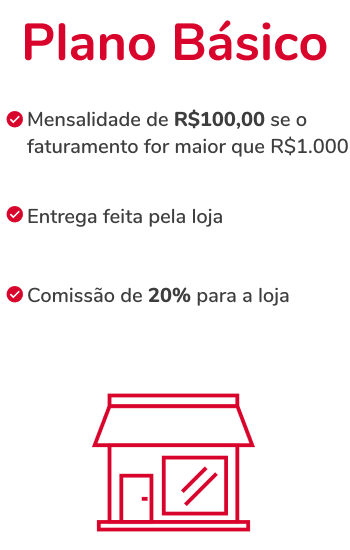 Plano Básico
Mensalidade de R$100,00 se o
faturamento for maior que R$1.000
Entrega feita pela loja
Comissão de 20% para a loja